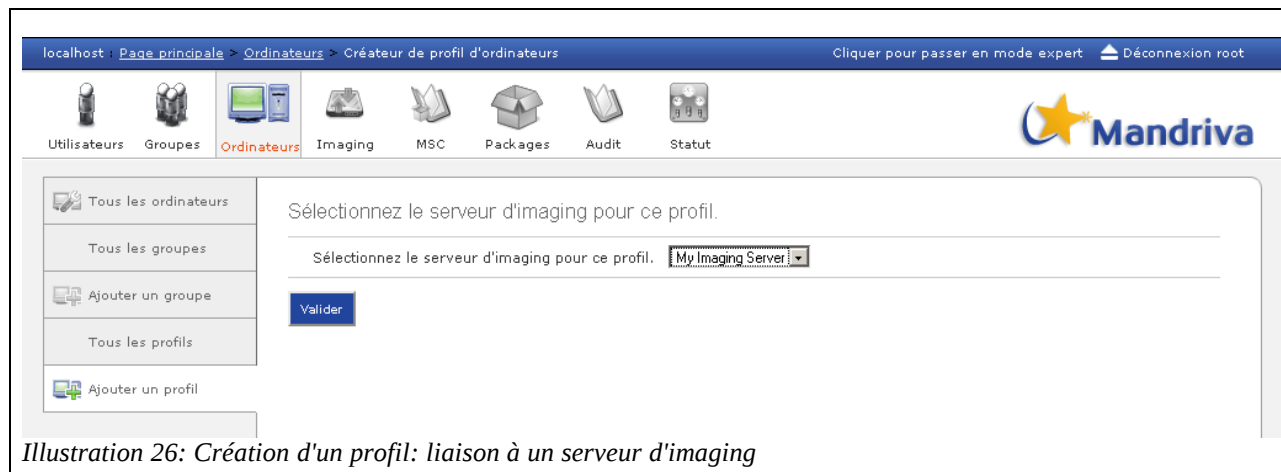 localhost : Page principale > Ordinateurs > Créateur de profil d'ordinateurs Cliquer pour passer en mode expert Déconnexion root
Utilisateurs Groupes Ordinateurs Imaging MSC Packages Audit Statut
Mandriva
Tous les ordinateurs
Tous les groupes
Ajouter un groupe
Tous les profils
Ajouter un profil
Sélectionnez le serveur d'imaging pour ce profil.
Sélectionnez le serveur d'imaging pour ce profil. My Imaging Server
Valider
Illustration 26: Création d'un profil: liaison à un serveur d'imaging